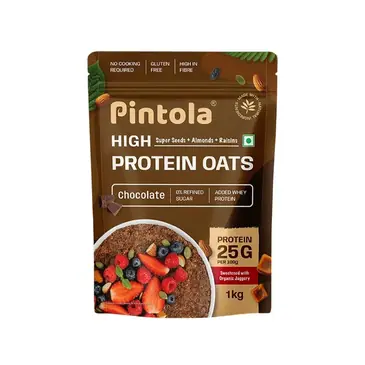 NO COOKING REQUIRED
GLUTEN FREE
HIGH IN FIBRE
Pintola
HIGH
Super Seeds + Almonds + Raisins
PROTEIN OATS
chocolate
0% REFINED SUGAR
ADDED WHEY PROTEIN
PROTEIN
25G
PER 100g
Sweetened with
Organic Jaggery
1kg